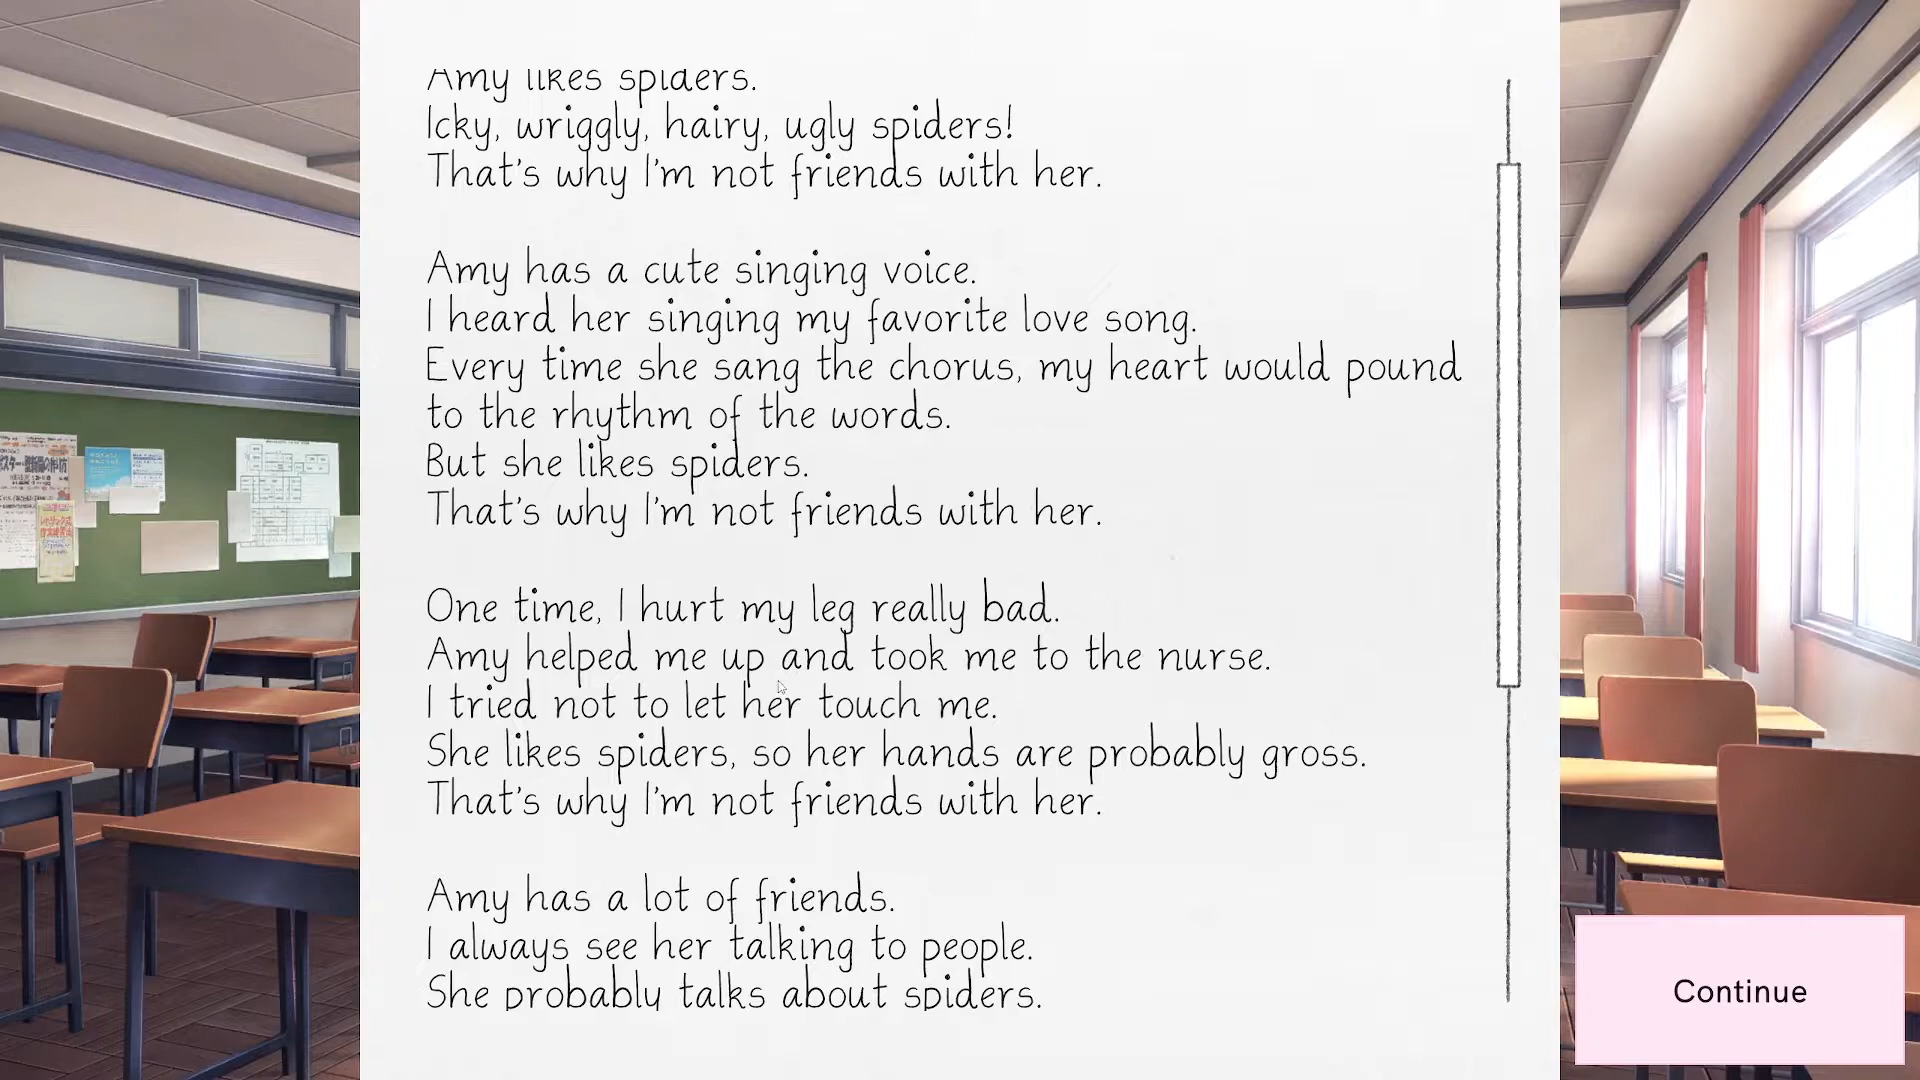 Amy likes spiders.
Icky, wriggly, hairy, ugly spiders!
That's why I'm not friends with her.
Amy has a cute singing voice.
I heard her singing my favorite love song.
Every time she sang the chorus, my heart would pound
to the rhythm of the words.
But she likes spiders.
That's why I'm not friends with her.
One time, I hurt my leg really bad.
Amy helped me up and took me to the nurse.
I tried not to let her touch me.
She likes spiders, so her hands are probably gross.
That's why I'm not friends with her.
Amy has a lot of friends.
I always see her talking to people.
She probably talks about spiders.
Continue